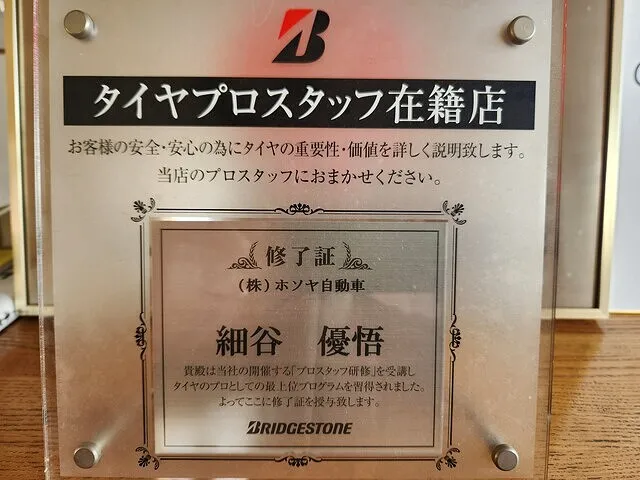 タイヤプロスタッフ在籍店
お客様の安全・安心の為にタイヤの重要性・価値を詳しく説明致します。
当店のプロスタッフにおまかせください。
修了証
(株)ホソヤ自動車
細谷 優悟
貴殿は当社の開催する「プロスタッフ研修」を受講し
タイヤのプロとしての最上位プログラムを習得されました。
よってここに修了証を授与致します。
BRIDGESTONE